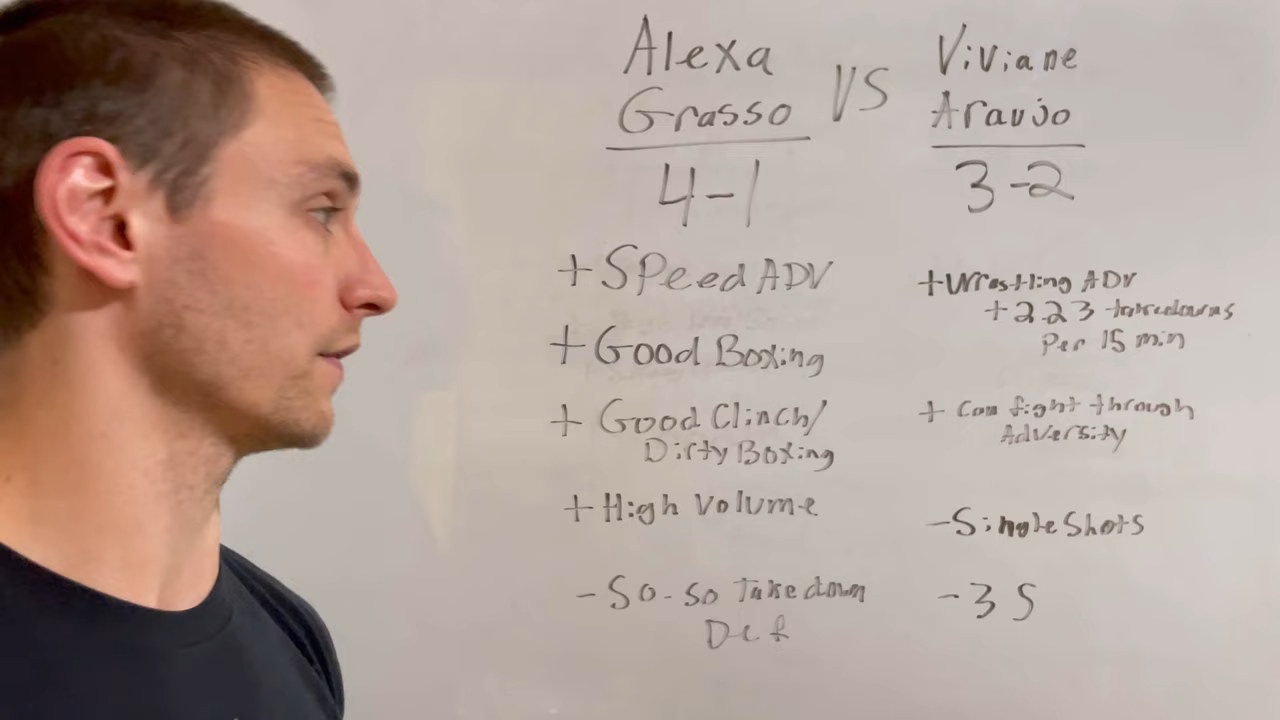 Alexa
Grasso
VS
Viviane
Araujo
4-1
3-2
+ Speed ADV
+ Good Boxing
+ Good Clinch/
Dirty Boxing
+ High Volume
- So-so Takedown
Def
+ Wrestling ADV
+ 2.23 takedowns
Per 15 min
+ Can fight through
Adversity
- Single Shots
- 35